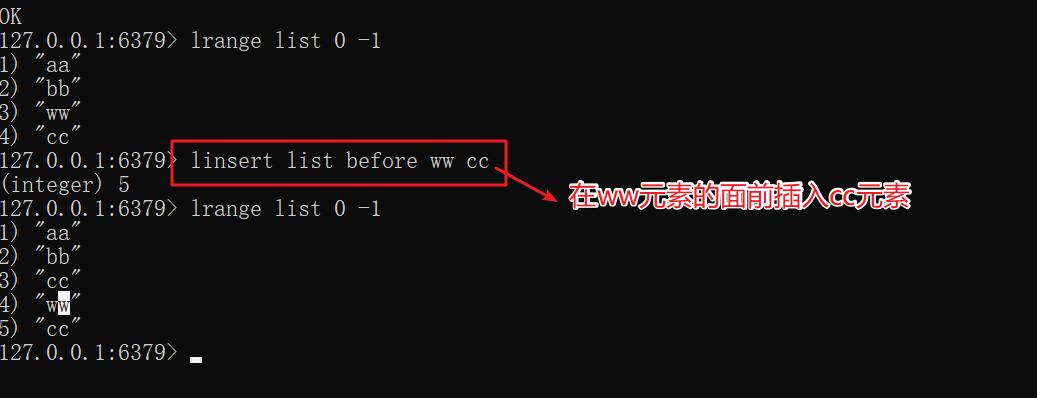 OK
127.0.0.1:6379> lrange list 0 -1
1) "aa"
2) "bb"
3) "ww"
4) "cc"
127.0.0.1:6379> linsert list before ww cc
(integer) 5
在ww元素的面前插入cc元素
127.0.0.1:6379> lrange list 0 -1
1) "aa"
2) "bb"
3) "cc"
4) "ww"
5) "cc"
127.0.0.1:6379>